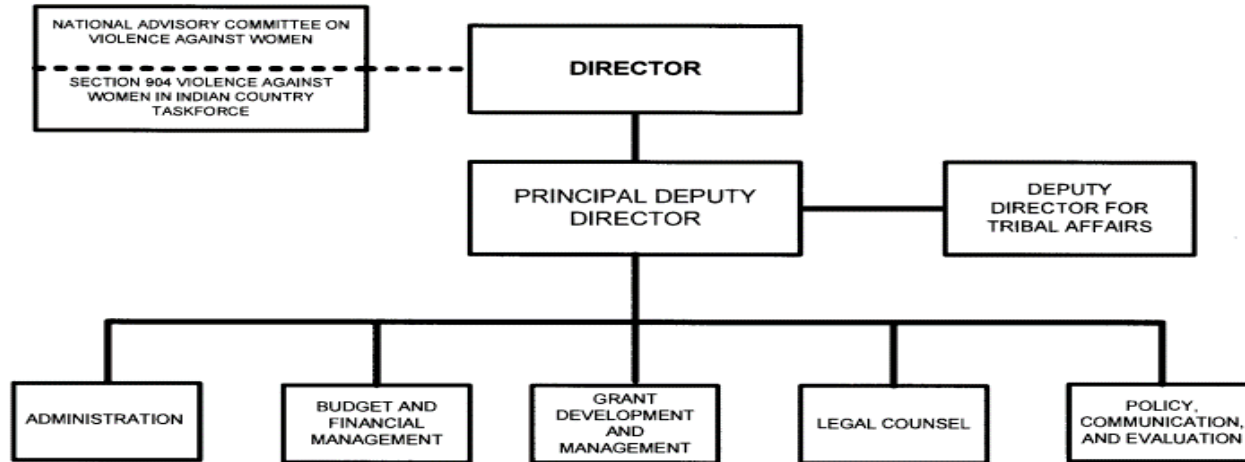 NATIONAL ADVISORY COMMITTEE ON
VIOLENCE AGAINST WOMEN
SECTION 904 VIOLENCE AGAINST
WOMEN IN INDIAN COUNTRY
TASKFORCE
DIRECTOR
PRINCIPAL DEPUTY
DIRECTOR
DEPUTY
DIRECTOR FOR
TRIBAL AFFAIRS
ADMINISTRATION
BUDGET AND
FINANCIAL
MANAGEMENT
GRANT
DEVELOPMENT
AND
MANAGEMENT
LEGAL COUNSEL
POLICY,
COMMUNICATION,
AND EVALUATION